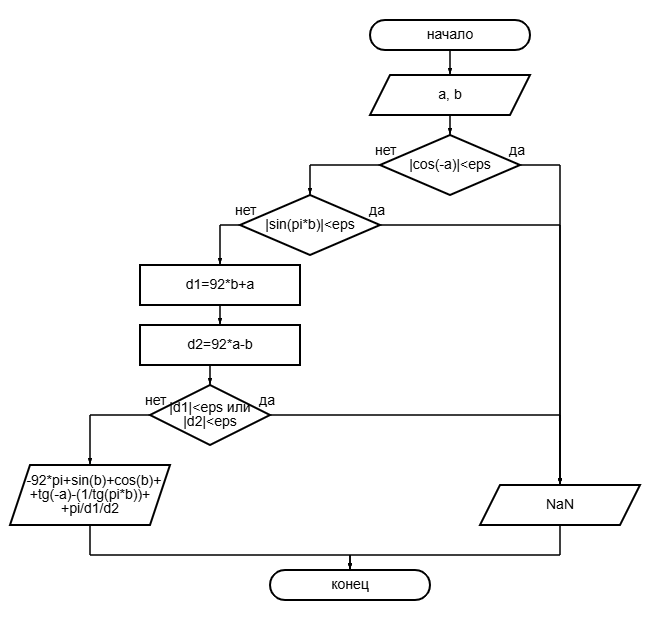 начало
a, b
нет
да
|cos(-a)|<eps
нет
да
|sin(pi*b)|<eps
d1=92*b+a
d2=92*a-b
нет
да
|d1|<eps или
|d2|<eps
-92*pi+sin(b)+cos(b)+
+tg(-a)-(1/tg(pi*b))+
+pi/d1/d2
NaN
конец